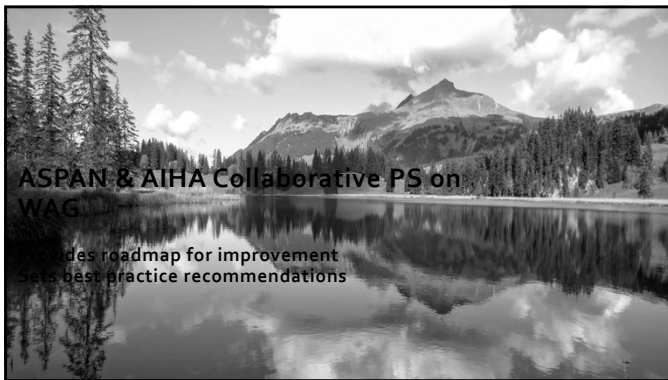 ASPAN & AIHA Collaborative PS on
WAG
Provides roadmap for improvement
Sets best practice recommendations